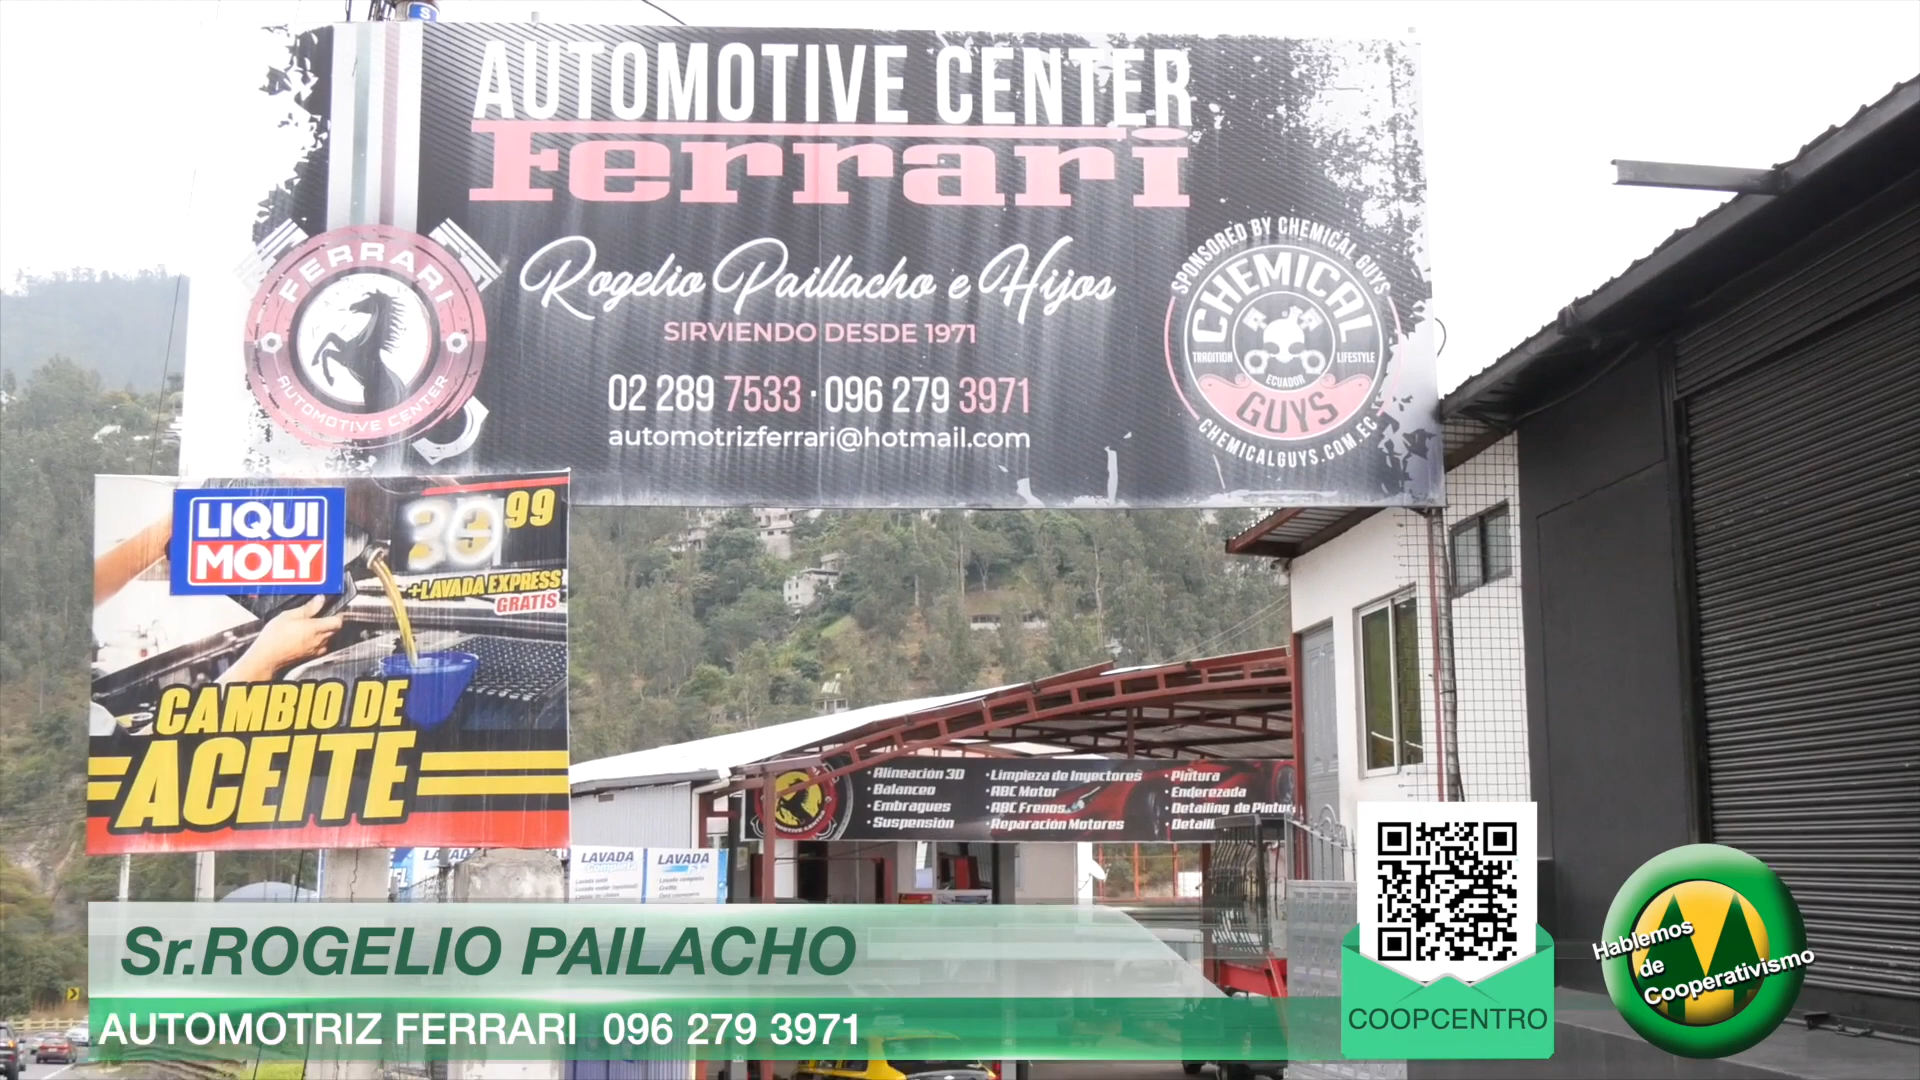 AUTOMOTIVE CENTER
Ferrari
Rogelio Paillacho e Hijos
SIRVIENDO DESDE 1971
02 289 7533 · 096 279 3971
automotrizferrari@hotmail.com
FERRARI
AUTOMOTIVE CENTER
SPONSORED BY CHEMICAL GUYS
CHEMICAL
TRADITION
LIFESTYLE
ECUADOR
GUYS
CHEMICALGUYS.COM.EC
LIQUI
MOLY
99
+LAVADA EXPRESS
GRATIS
CAMBIO DE
ACEITE
• Alineación 3D
• Balanceo
• Embragues
• Suspensión
• Limpieza de Inyectores
• ABC Motor
• ABC Frenos
• Reparación Motores
• Pintura
• Enderezada
• Detailing de
LAVADA
LAVADA
Sr.ROGELIO PAILACHO
AUTOMOTRIZ FERRARI 096 279 3971
COOPCENTRO
Hablemos
de
Cooperativismo